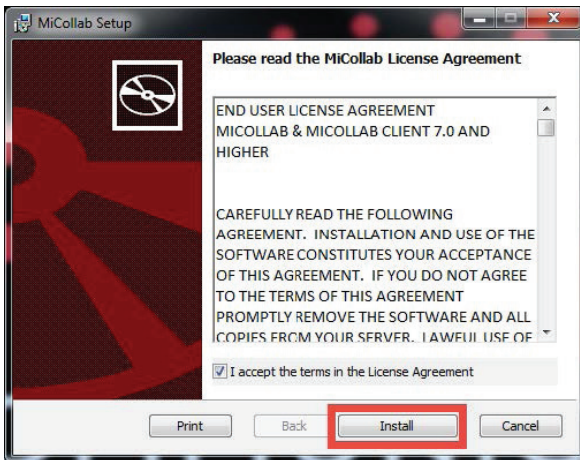 MiCollab Setup
Please read the MiCollab License Agreement
END USER LICENSE AGREEMENT
MICOLLAB & MICOLLAB CLIENT 7.0 AND
HIGHER
CAREFULLY READ THE FOLLOWING
AGREEMENT. INSTALLATION AND USE OF THE
SOFTWARE CONSTITUTES YOUR ACCEPTANCE
OF THIS AGREEMENT. IF YOU DO NOT AGREE
TO THE TERMS OF THIS AGREEMENT
PROMPTLY REMOVE THE SOFTWARE AND ALL
COPIES FROM YOUR SERVER. LAWFUL USE OF
I accept the terms in the License Agreement
Print Back Install Cancel